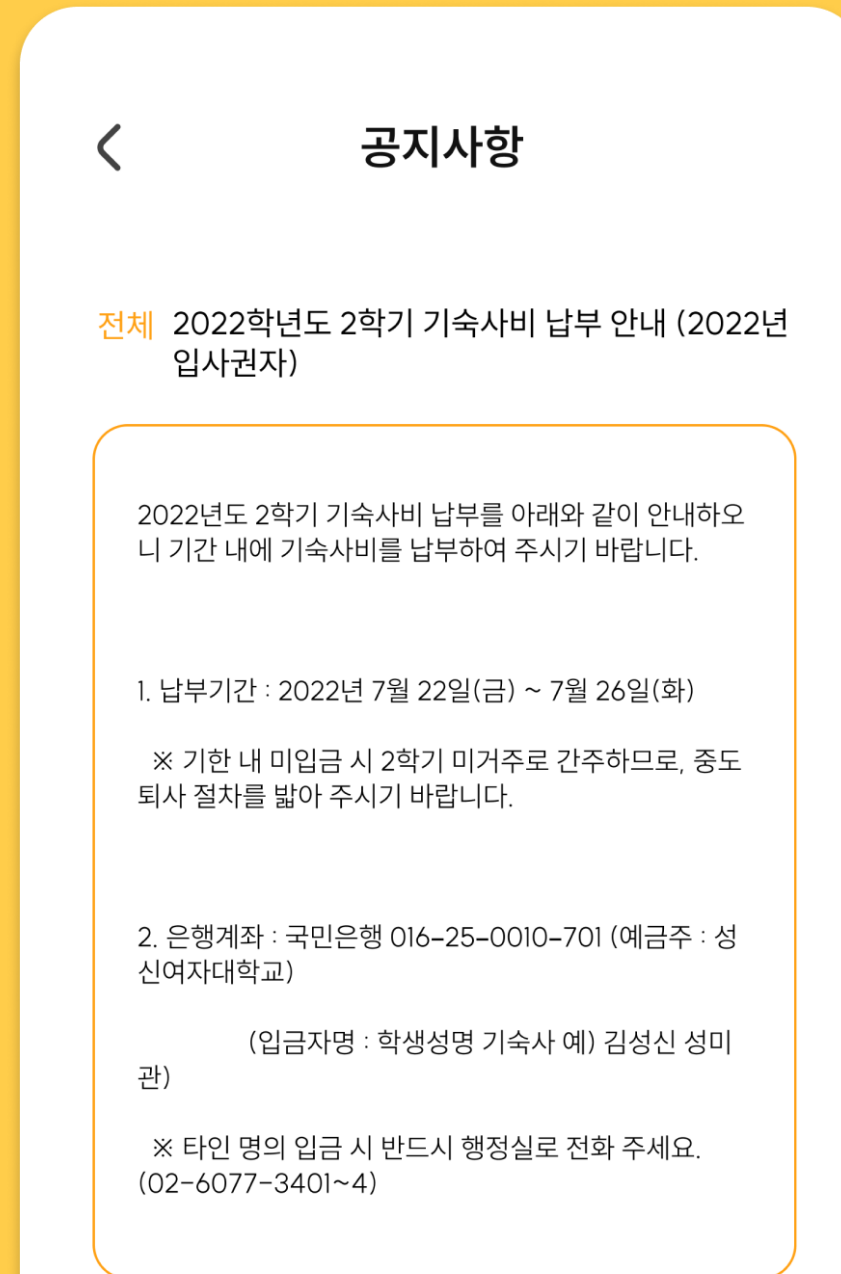 공지사항
전체 2022학년도 2학기 기숙사비 납부 안내 (2022년
입사권자)
2022년도 2학기 기숙사비 납부를 아래와 같이 안내하오
니 기간 내에 기숙사비를 납부하여 주시기 바랍니다.
1. 납부기간 : 2022년 7월 22일(금) ~ 7월 26일(화)
※ 기한 내 미입금 시 2학기 미거주로 간주하므로, 중도
퇴사 절차를 밟아 주시기 바랍니다.
2. 은행계좌 : 국민은행 016-25-0010-701 (예금주 : 성
신여자대학교)
(입금자명 : 학생성명 기숙사 예) 김성신 성미
관)
※ 타인 명의 입금 시 반드시 행정실로 전화 주세요.
(02-6077-3401~4)